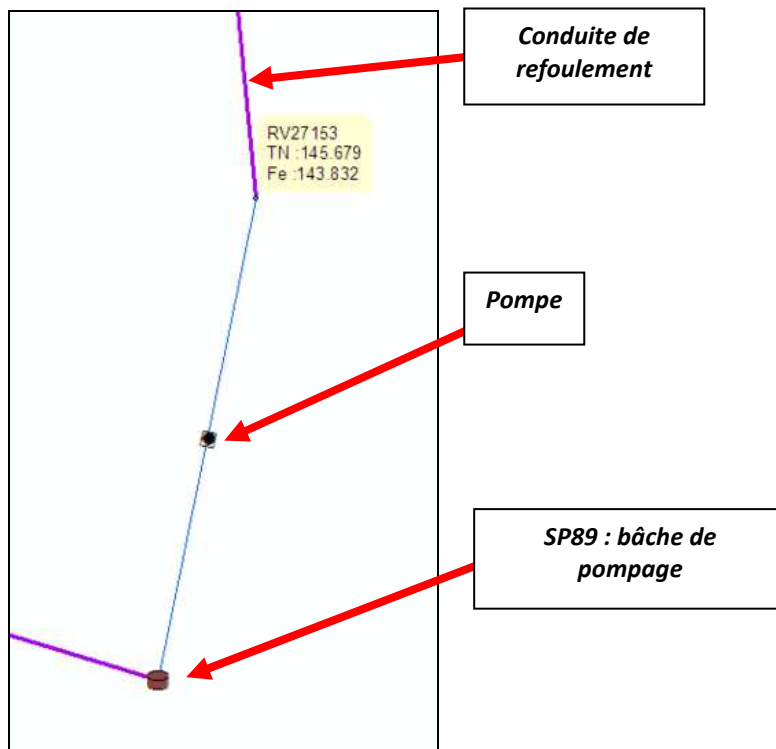 Conduite de
refoulement
RV27153
TN :145.679
Fe :143.832
Pompe
SP89 : bâche de
pompage